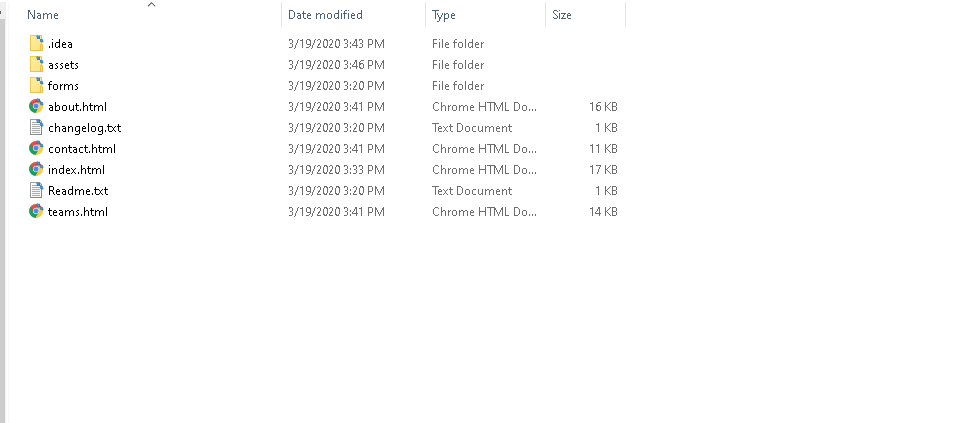 Name Date modified Type Size
.idea 3/19/2020 3:43 PM File folder
assets 3/19/2020 3:46 PM File folder
forms 3/19/2020 3:20 PM File folder
about.html 3/19/2020 3:41 PM Chrome HTML Do... 16 KB
changelog.txt 3/19/2020 3:20 PM Text Document 1 KB
contact.html 3/19/2020 3:41 PM Chrome HTML Do... 11 KB
index.html 3/19/2020 3:33 PM Chrome HTML Do... 17 KB
Readme.txt 3/19/2020 3:20 PM Text Document 1 KB
teams.html 3/19/2020 3:41 PM Chrome HTML Do... 14 KB